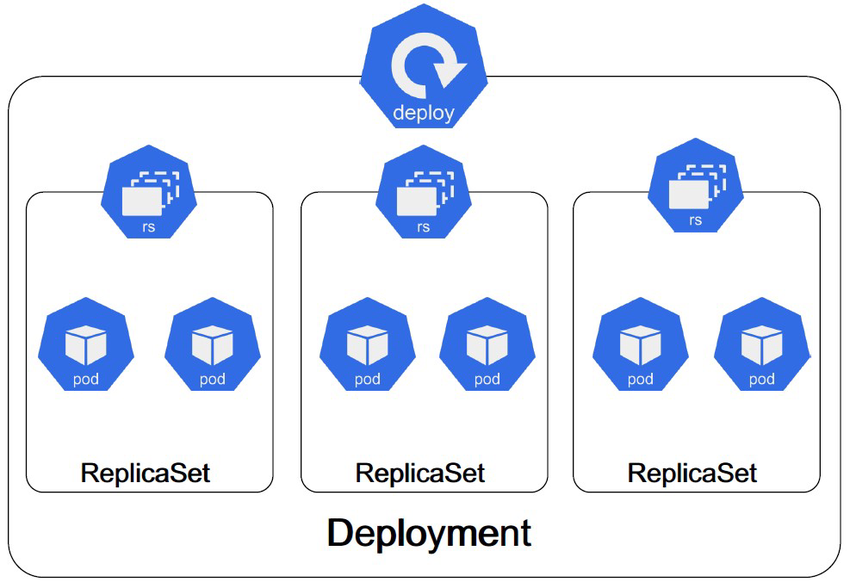 deploy
rs
rs
rs
pod
pod
pod
pod
pod
pod
ReplicaSet
ReplicaSet
ReplicaSet
Deployment